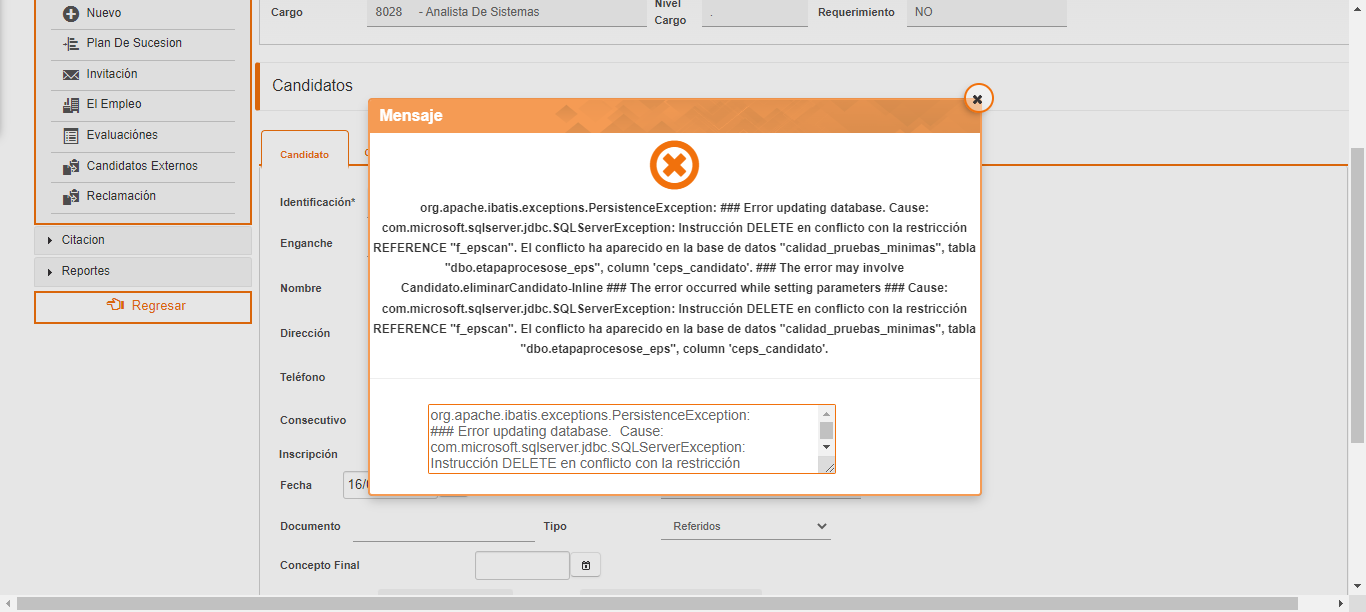 Nuevo
Plan De Sucesion
Invitación
El Empleo
Evaluaciónes
Candidatos Externos
Reclamación
Citacion
Reportes
Regresar
Cargo
8028 - Analista De Sistemas
Nivel
Cargo
.
Requerimiento
NO
Candidatos
Candidato
Identificación*
Enganche
Nombre
Dirección
Teléfono
Consecutivo
Inscripción
Fecha
16/
Documento
Tipo
Referidos
Concepto Final
Mensaje
org.apache.ibatis.exceptions.PersistenceException: ### Error updating database. Cause:
com.microsoft.sqlserver.jdbc.SQLServerException: Instrucción DELETE en conflicto con la restricción
REFERENCE "f_epscan". El conflicto ha aparecido en la base de datos "calidad_pruebas_minimas", tabla
"dbo.etapaprocesose_eps", column 'ceps_candidato'. ### The error may involve
Candidato.eliminarCandidato-Inline ### The error occurred while setting parameters ### Cause:
com.microsoft.sqlserver.jdbc.SQLServerException: Instrucción DELETE en conflicto con la restricción
REFERENCE "f_epscan". El conflicto ha aparecido en la base de datos "calidad_pruebas_minimas", tabla
"dbo.etapaprocesose_eps", column 'ceps_candidato'.
org.apache.ibatis.exceptions.PersistenceException:
### Error updating database. Cause:
com.microsoft.sqlserver.jdbc.SQLServerException:
Instrucción DELETE en conflicto con la restricción